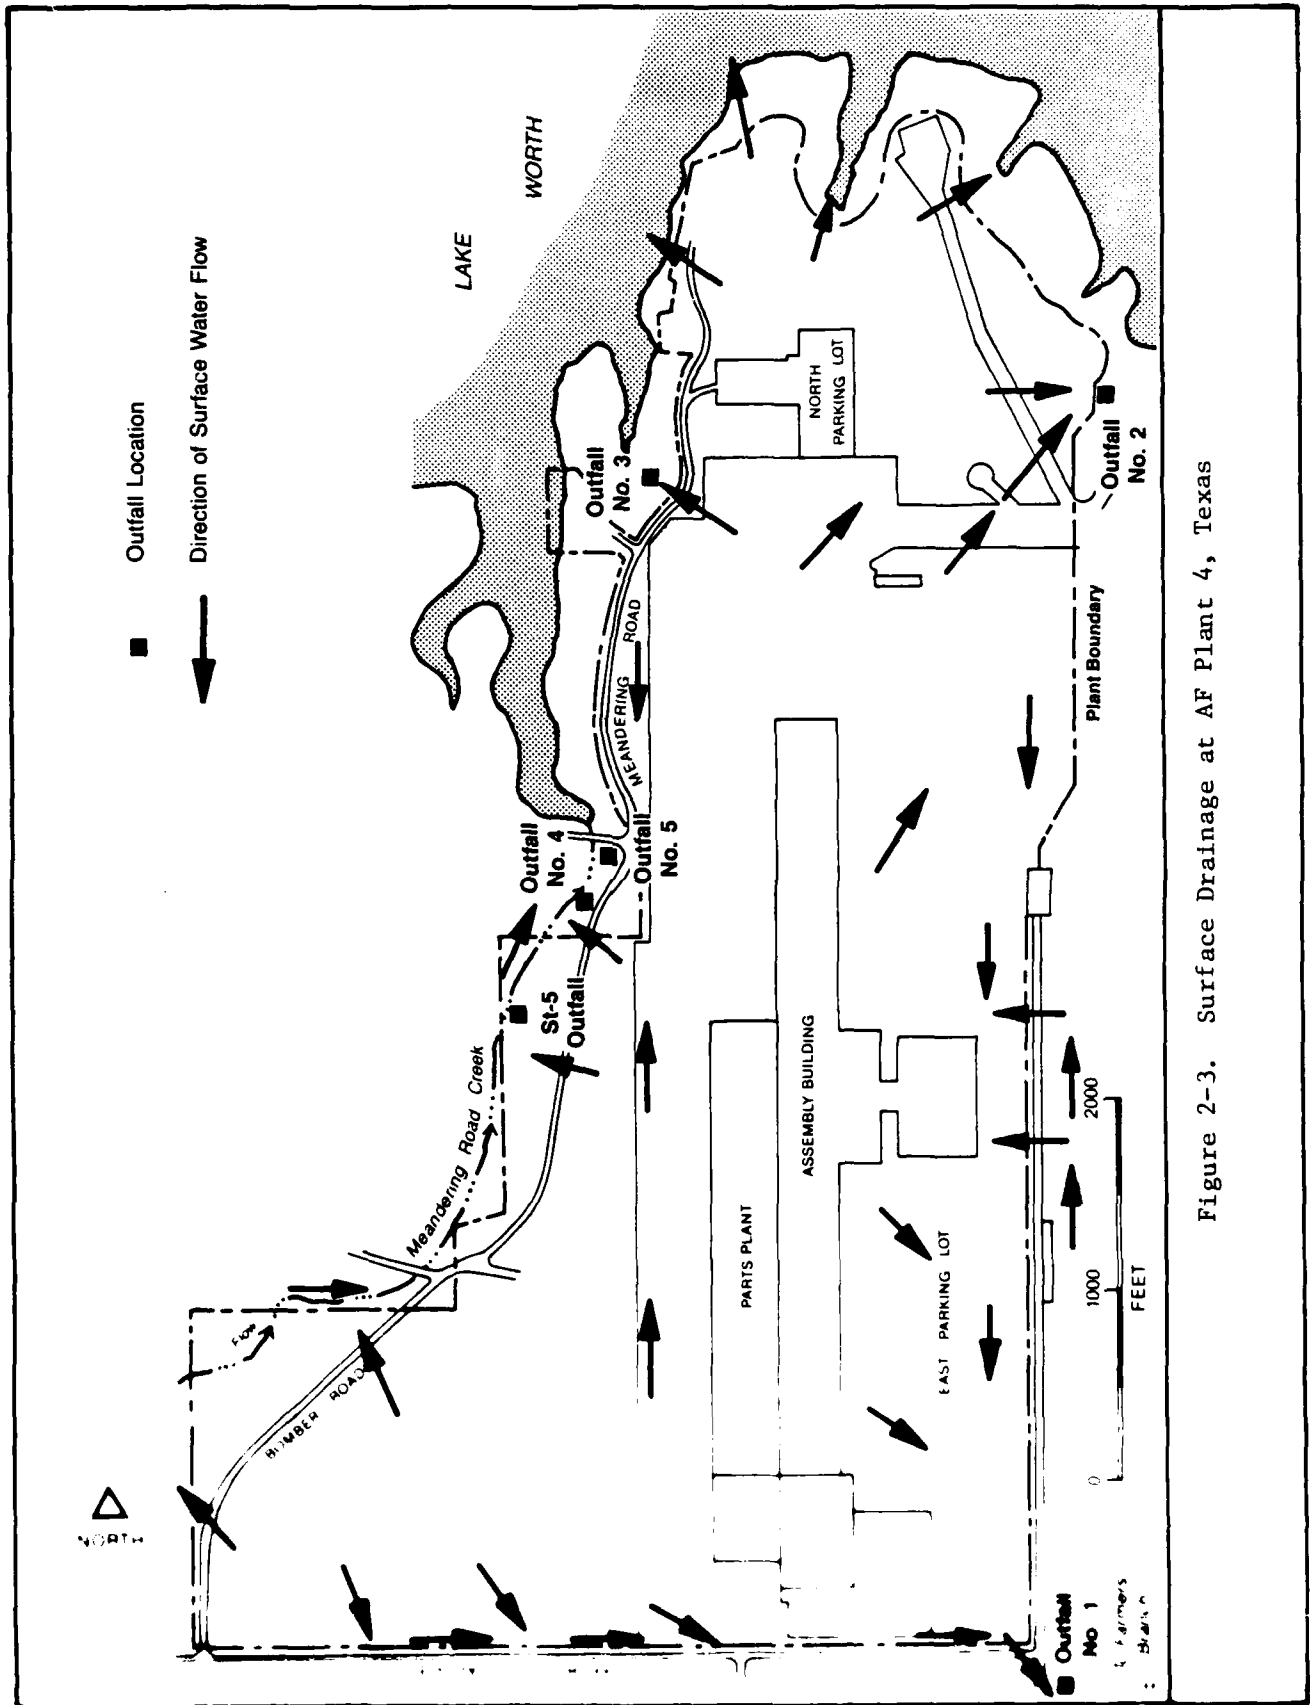 Outfall Location
Direction of Surface Water Flow
NORTH
LAKE
WORTH
Flow
Meandering Road Creek
BOMBER ROAD
St-5
Outfall
Outfall
No. 4
Outfall
No. 5
Outfall
No. 3
MEANDERING ROAD
NORTH
PARKING LOT
PARTS PLANT
ASSEMBLY BUILDING
EAST PARKING LOT
Plant Boundary
Outfall
No. 2
Outfall
No 1
Farmers
Branch
0 1000 2000
FEET
Figure 2-3. Surface Drainage at AF Plant 4, Texas